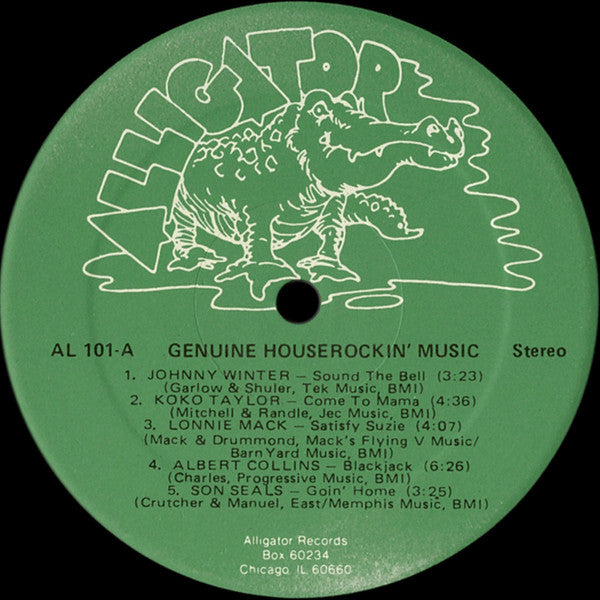 ALLIGATOR
AL 101-A GENUINE HOUSEROCKIN' MUSIC Stereo
1. JOHNNY WINTER – Sound The Bell (3:23)
(Garlow & Shuler, Tek Music, BMI)
2. KOKO TAYLOR – Come To Mama (4:36)
(Mitchell & Randle, Jec Music, BMI)
3. LONNIE MACK – Satisfy Suzie (4:07)
(Mack & Drummond, Mack's Flying V Music/
BarnYard Music, BMI)
4. ALBERT COLLINS – Blackjack (6:26)
(Charles, Progressive Music, BMI)
5. SON SEALS – Goin' Home (3:25)
(Crutcher & Manuel, East/Memphis Music, BMI)
Alligator Records
Box 60234
Chicago IL 60660